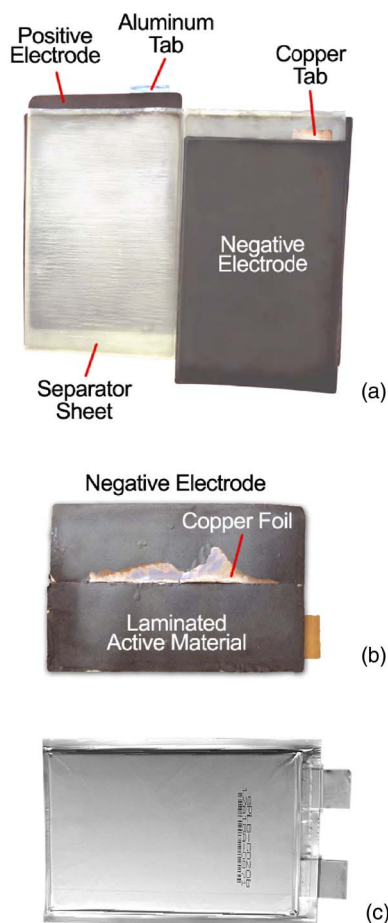 Positive
Electrode
Aluminum
Tab
Copper
Tab
Negative
Electrode
Separator
Sheet
(a)
Negative Electrode
Copper Foil
Laminated
Active Material
(b)
(c)